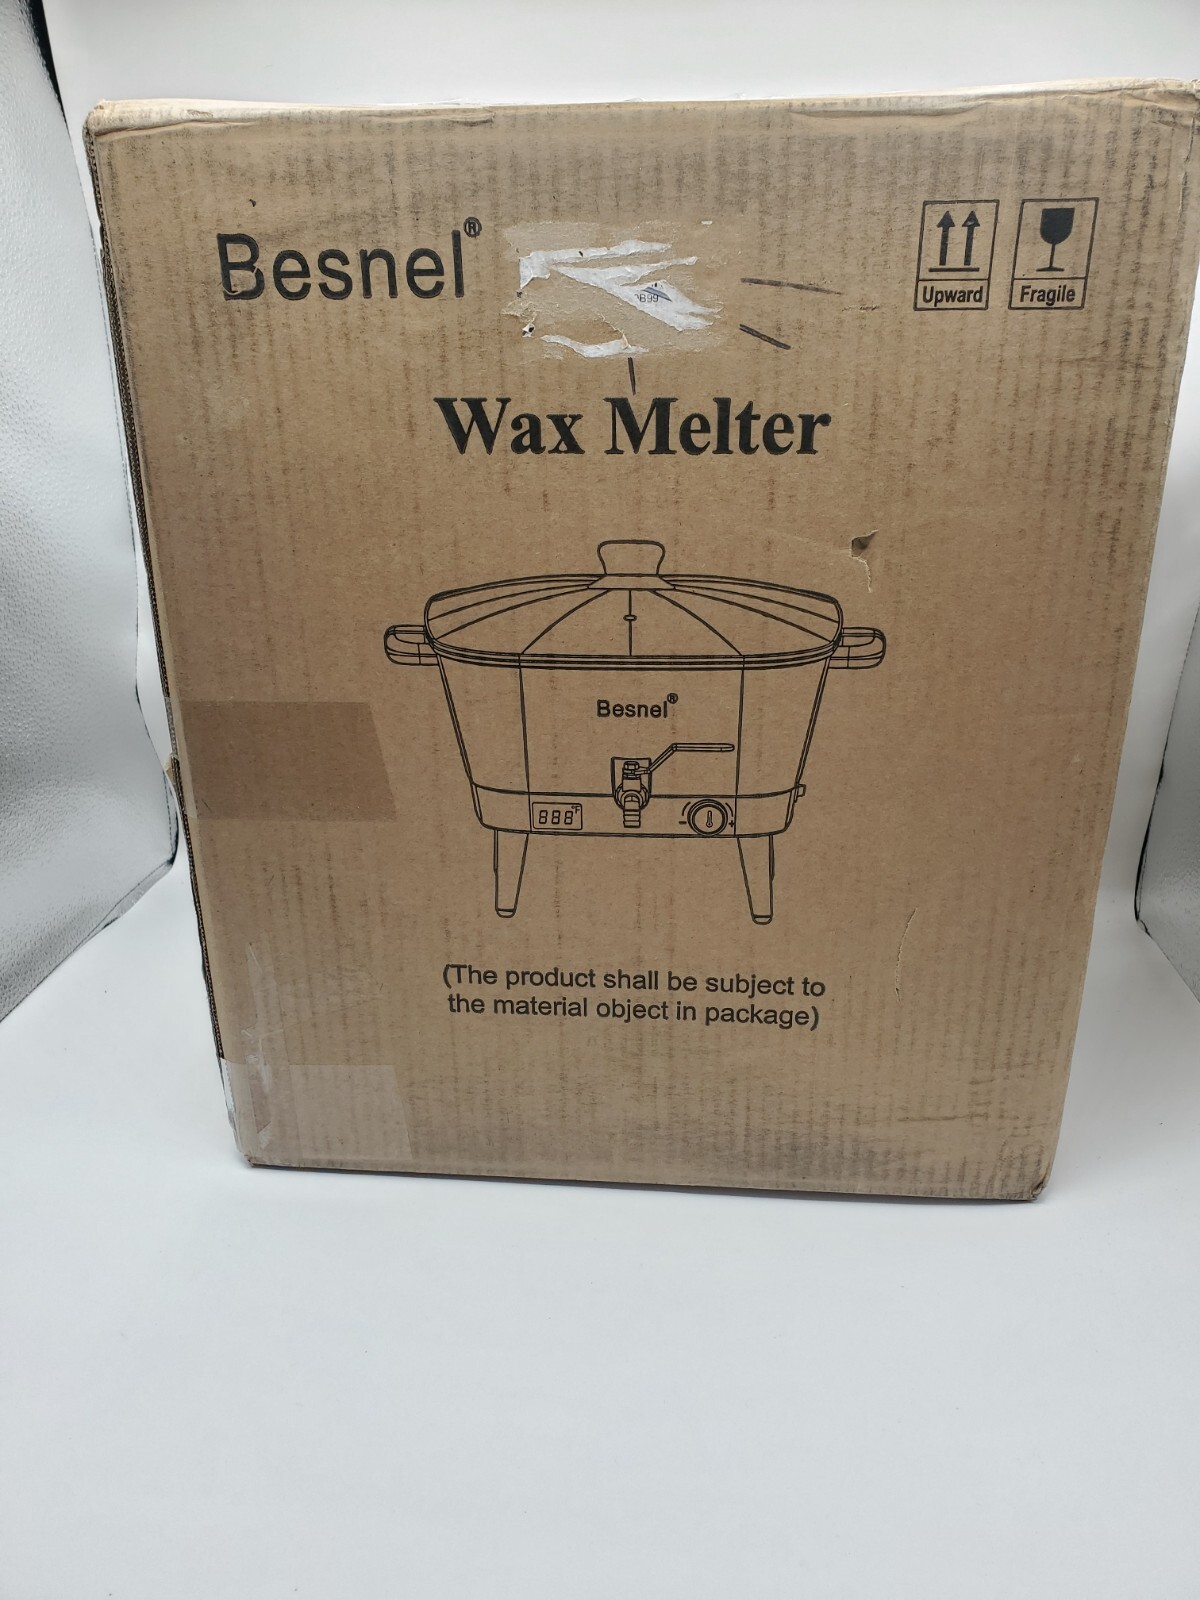 Besnel®
Upward
Fragile
Wax Melter
Besnel®
888°F
- +
(The product shall be subject to
the material object in package)